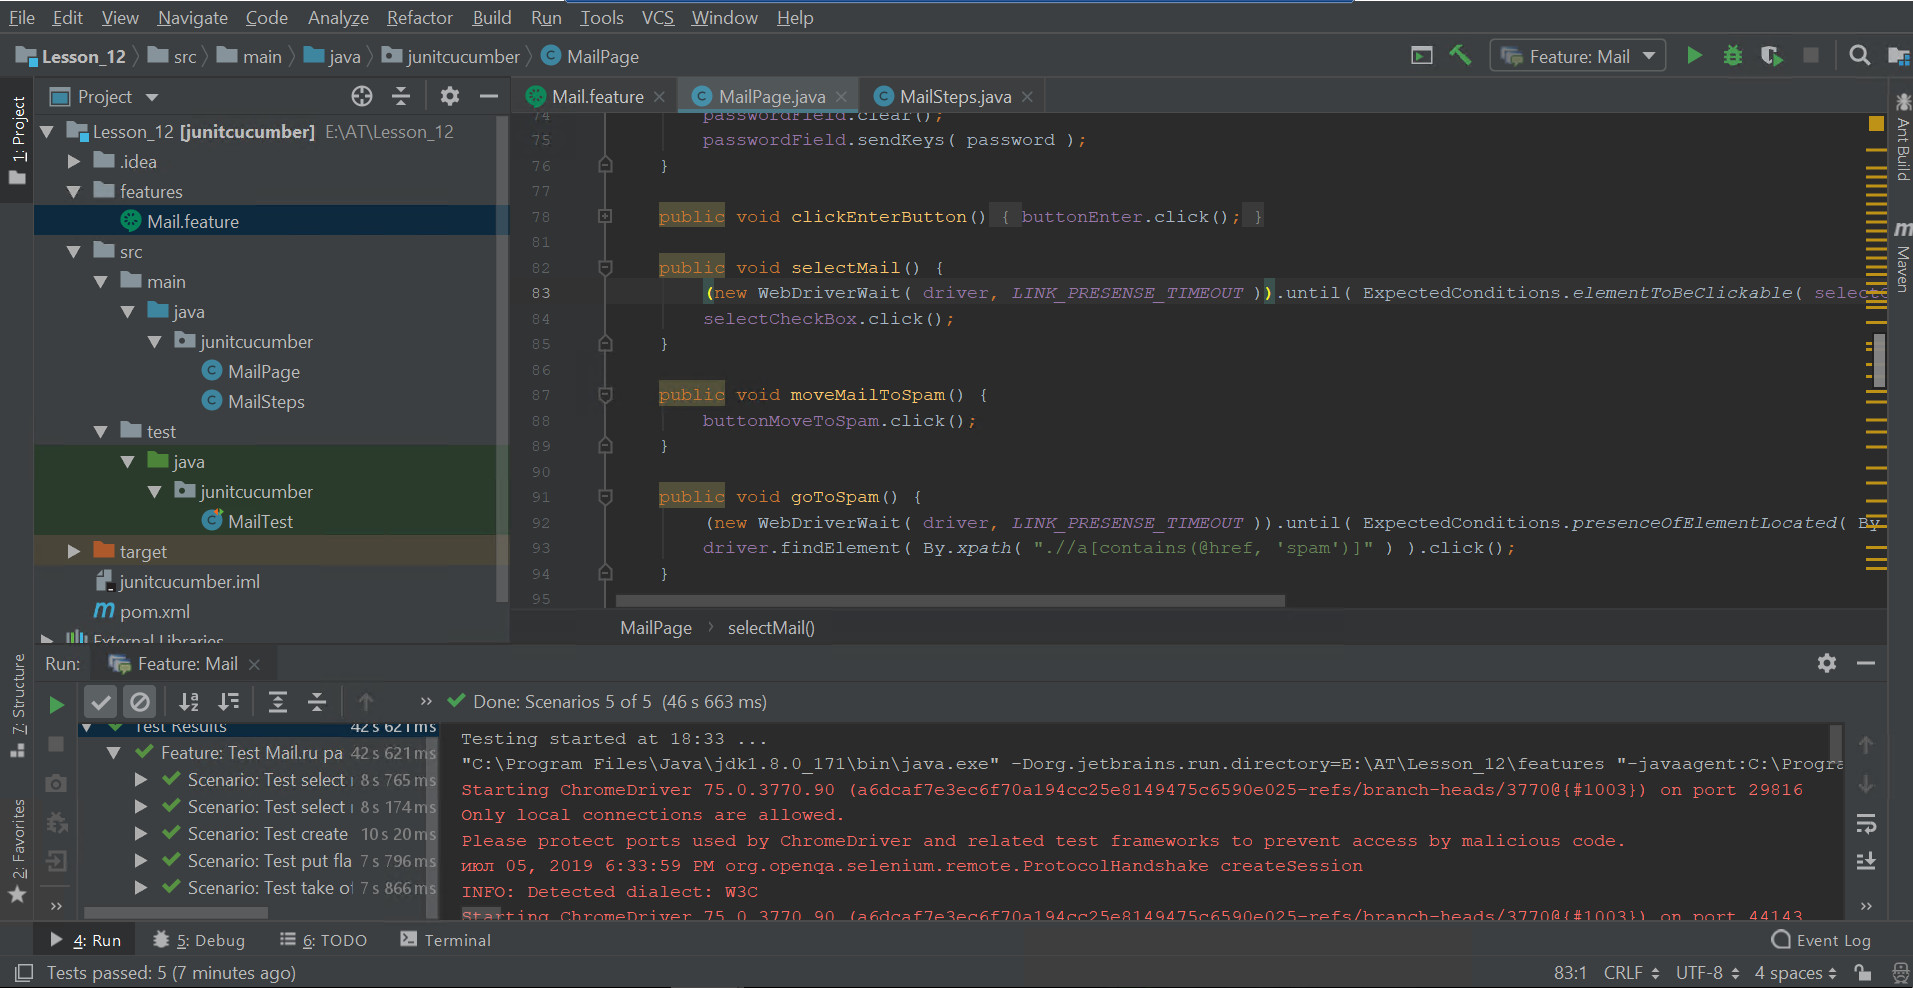 File Edit View Navigate Code Analyze Refactor Build Run Tools VCS Window Help
Lesson_12 src main java junitcucumber MailPage Feature: Mail
1: Project
Project
Mail.feature MailPage.java MailSteps.java
Lesson_12 [junitcucumber] E:\AT\Lesson_12
.idea
features
Mail.feature
src
main
java
junitcucumber
MailPage
MailSteps
test
java
junitcucumber
MailTest
target
junitcucumber.iml
pom.xml
External Libraries
74 passwordField.clear();
75 passwordField.sendKeys( password );
76 }
77
78 public void clickEnterButton() { buttonEnter.click(); }
81
82 public void selectMail() {
83 (new WebDriverWait( driver, LINK_PRESENSE_TIMEOUT )).until( ExpectedConditions.elementToBeClickable( select
84 selectCheckBox.click();
85 }
86
87 public void moveMailToSpam() {
88 buttonMoveToSpam.click();
89 }
90
91 public void goToSpam() {
92 (new WebDriverWait( driver, LINK_PRESENSE_TIMEOUT )).until( ExpectedConditions.presenceOfElementLocated( By
93 driver.findElement( By.xpath( ".//a[contains(@href, 'spam')]" ) ).click();
94 }
95
MailPage selectMail()
Ant Build
Maven
Run: Feature: Mail
Done: Scenarios 5 of 5 (46 s 663 ms)
Test Results 42 s 621 ms
Feature: Test Mail.ru pa 42 s 621 ms
Scenario: Test select 8 s 765 ms
Scenario: Test select 8 s 174 ms
Scenario: Test create 10 s 20 ms
Scenario: Test put fla 7 s 796 ms
Scenario: Test take of 7 s 866 ms
Testing started at 18:33 ...
"C:\Program Files\Java\jdk1.8.0_171\bin\java.exe" -Dorg.jetbrains.run.directory=E:\AT\Lesson_12\features "-javaagent:C:\Progra
Starting ChromeDriver 75.0.3770.90 (a6dcaf7e3ec6f70a194cc25e8149475c6590e025-refs/branch-heads/3770@{#1003}) on port 29816
Only local connections are allowed.
Please protect ports used by ChromeDriver and related test frameworks to prevent access by malicious code.
июл 05, 2019 6:33:59 PM org.openqa.selenium.remote.ProtocolHandshake createSession
INFO: Detected dialect: W3C
Starting ChromeDriver 75.0.3770.90 (a6dcaf7e3ec6f70a194cc25e8149475c6590e025-refs/branch-heads/3770@{#1003}) on port 44143
7: Structure
2: Favorites
4: Run 5: Debug 6: TODO Terminal Event Log
Tests passed: 5 (7 minutes ago) 83:1 CRLF UTF-8 4 spaces